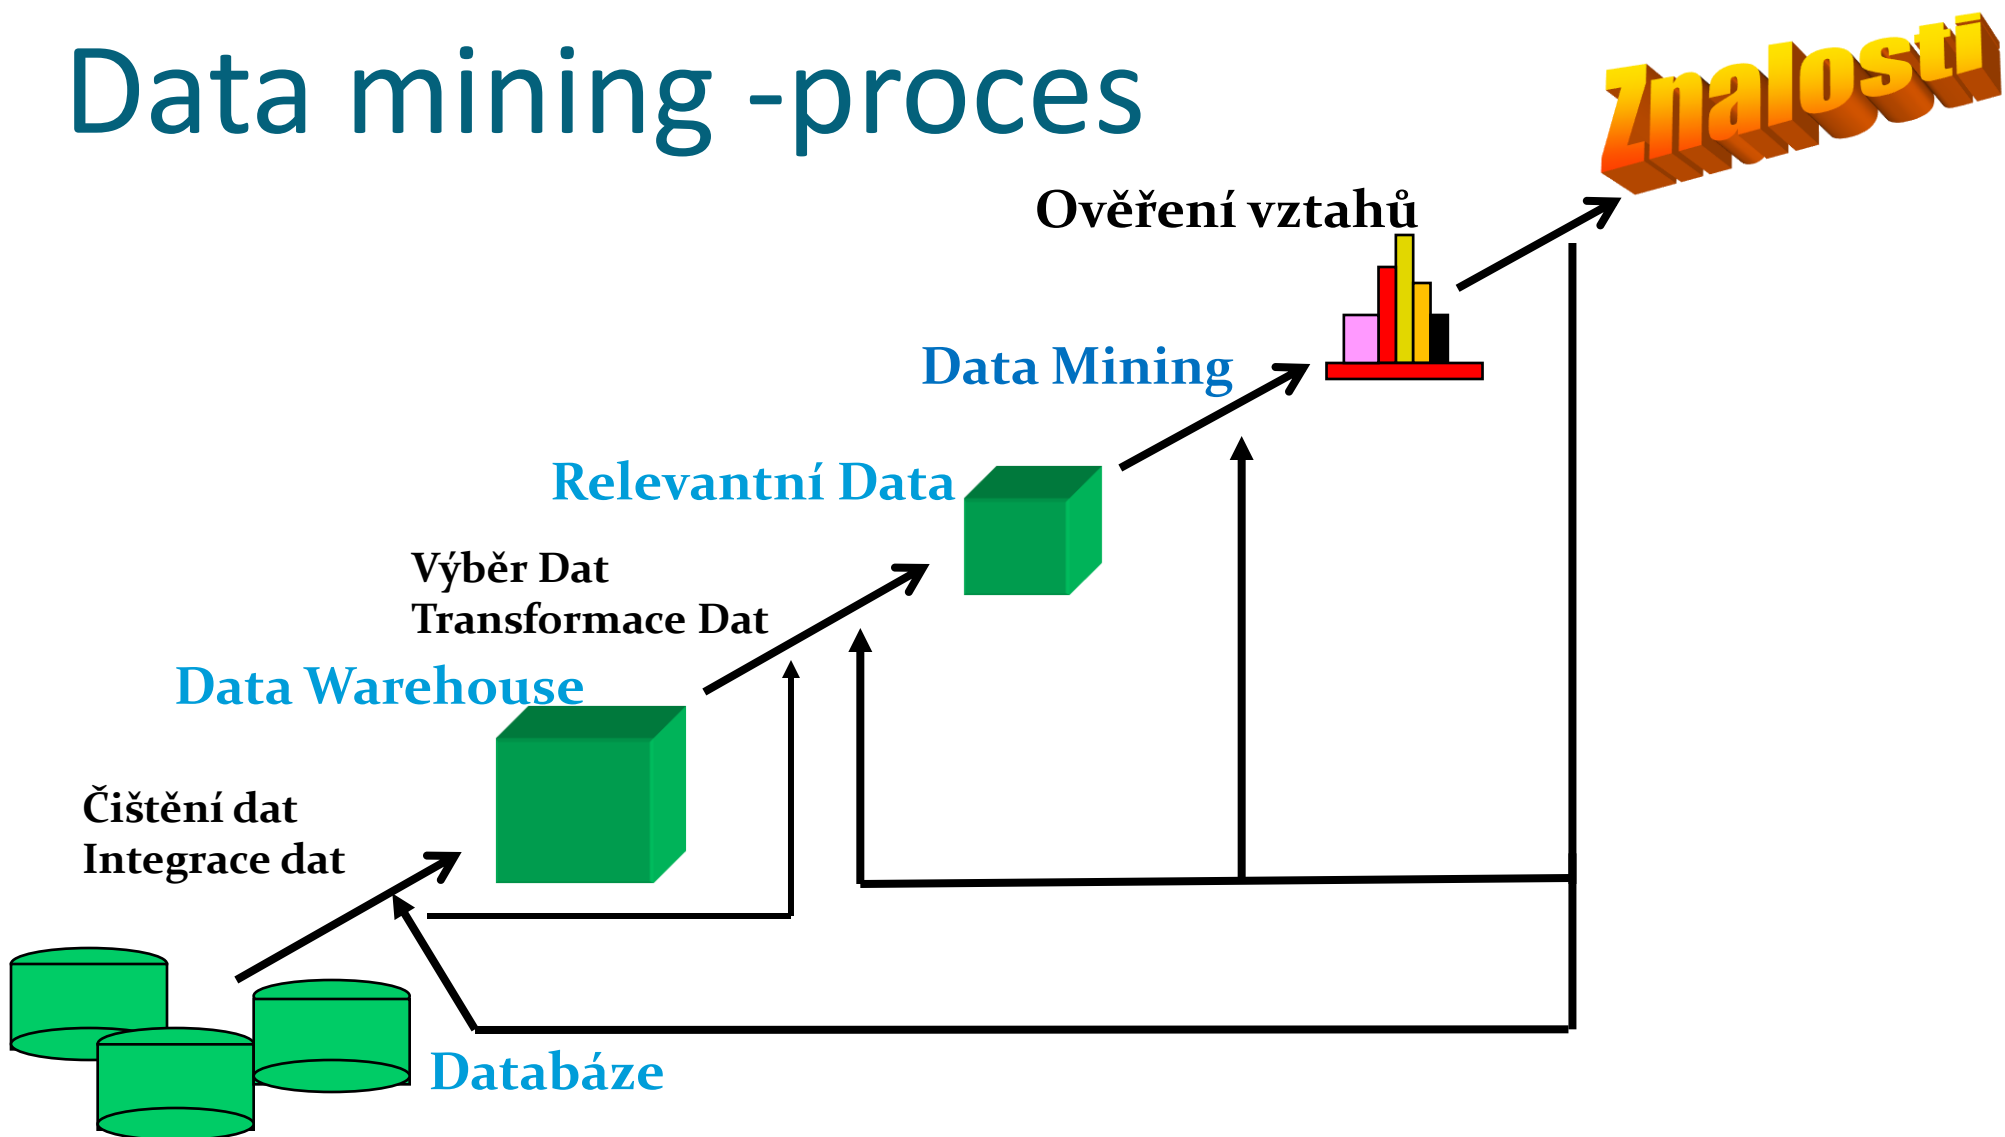 Data mining -proces
Znalosti
Ověření vztahů
Data Mining
Relevantní Data
Výběr Dat
Transformace Dat
Data Warehouse
Čištění dat
Integrace dat
Databáze